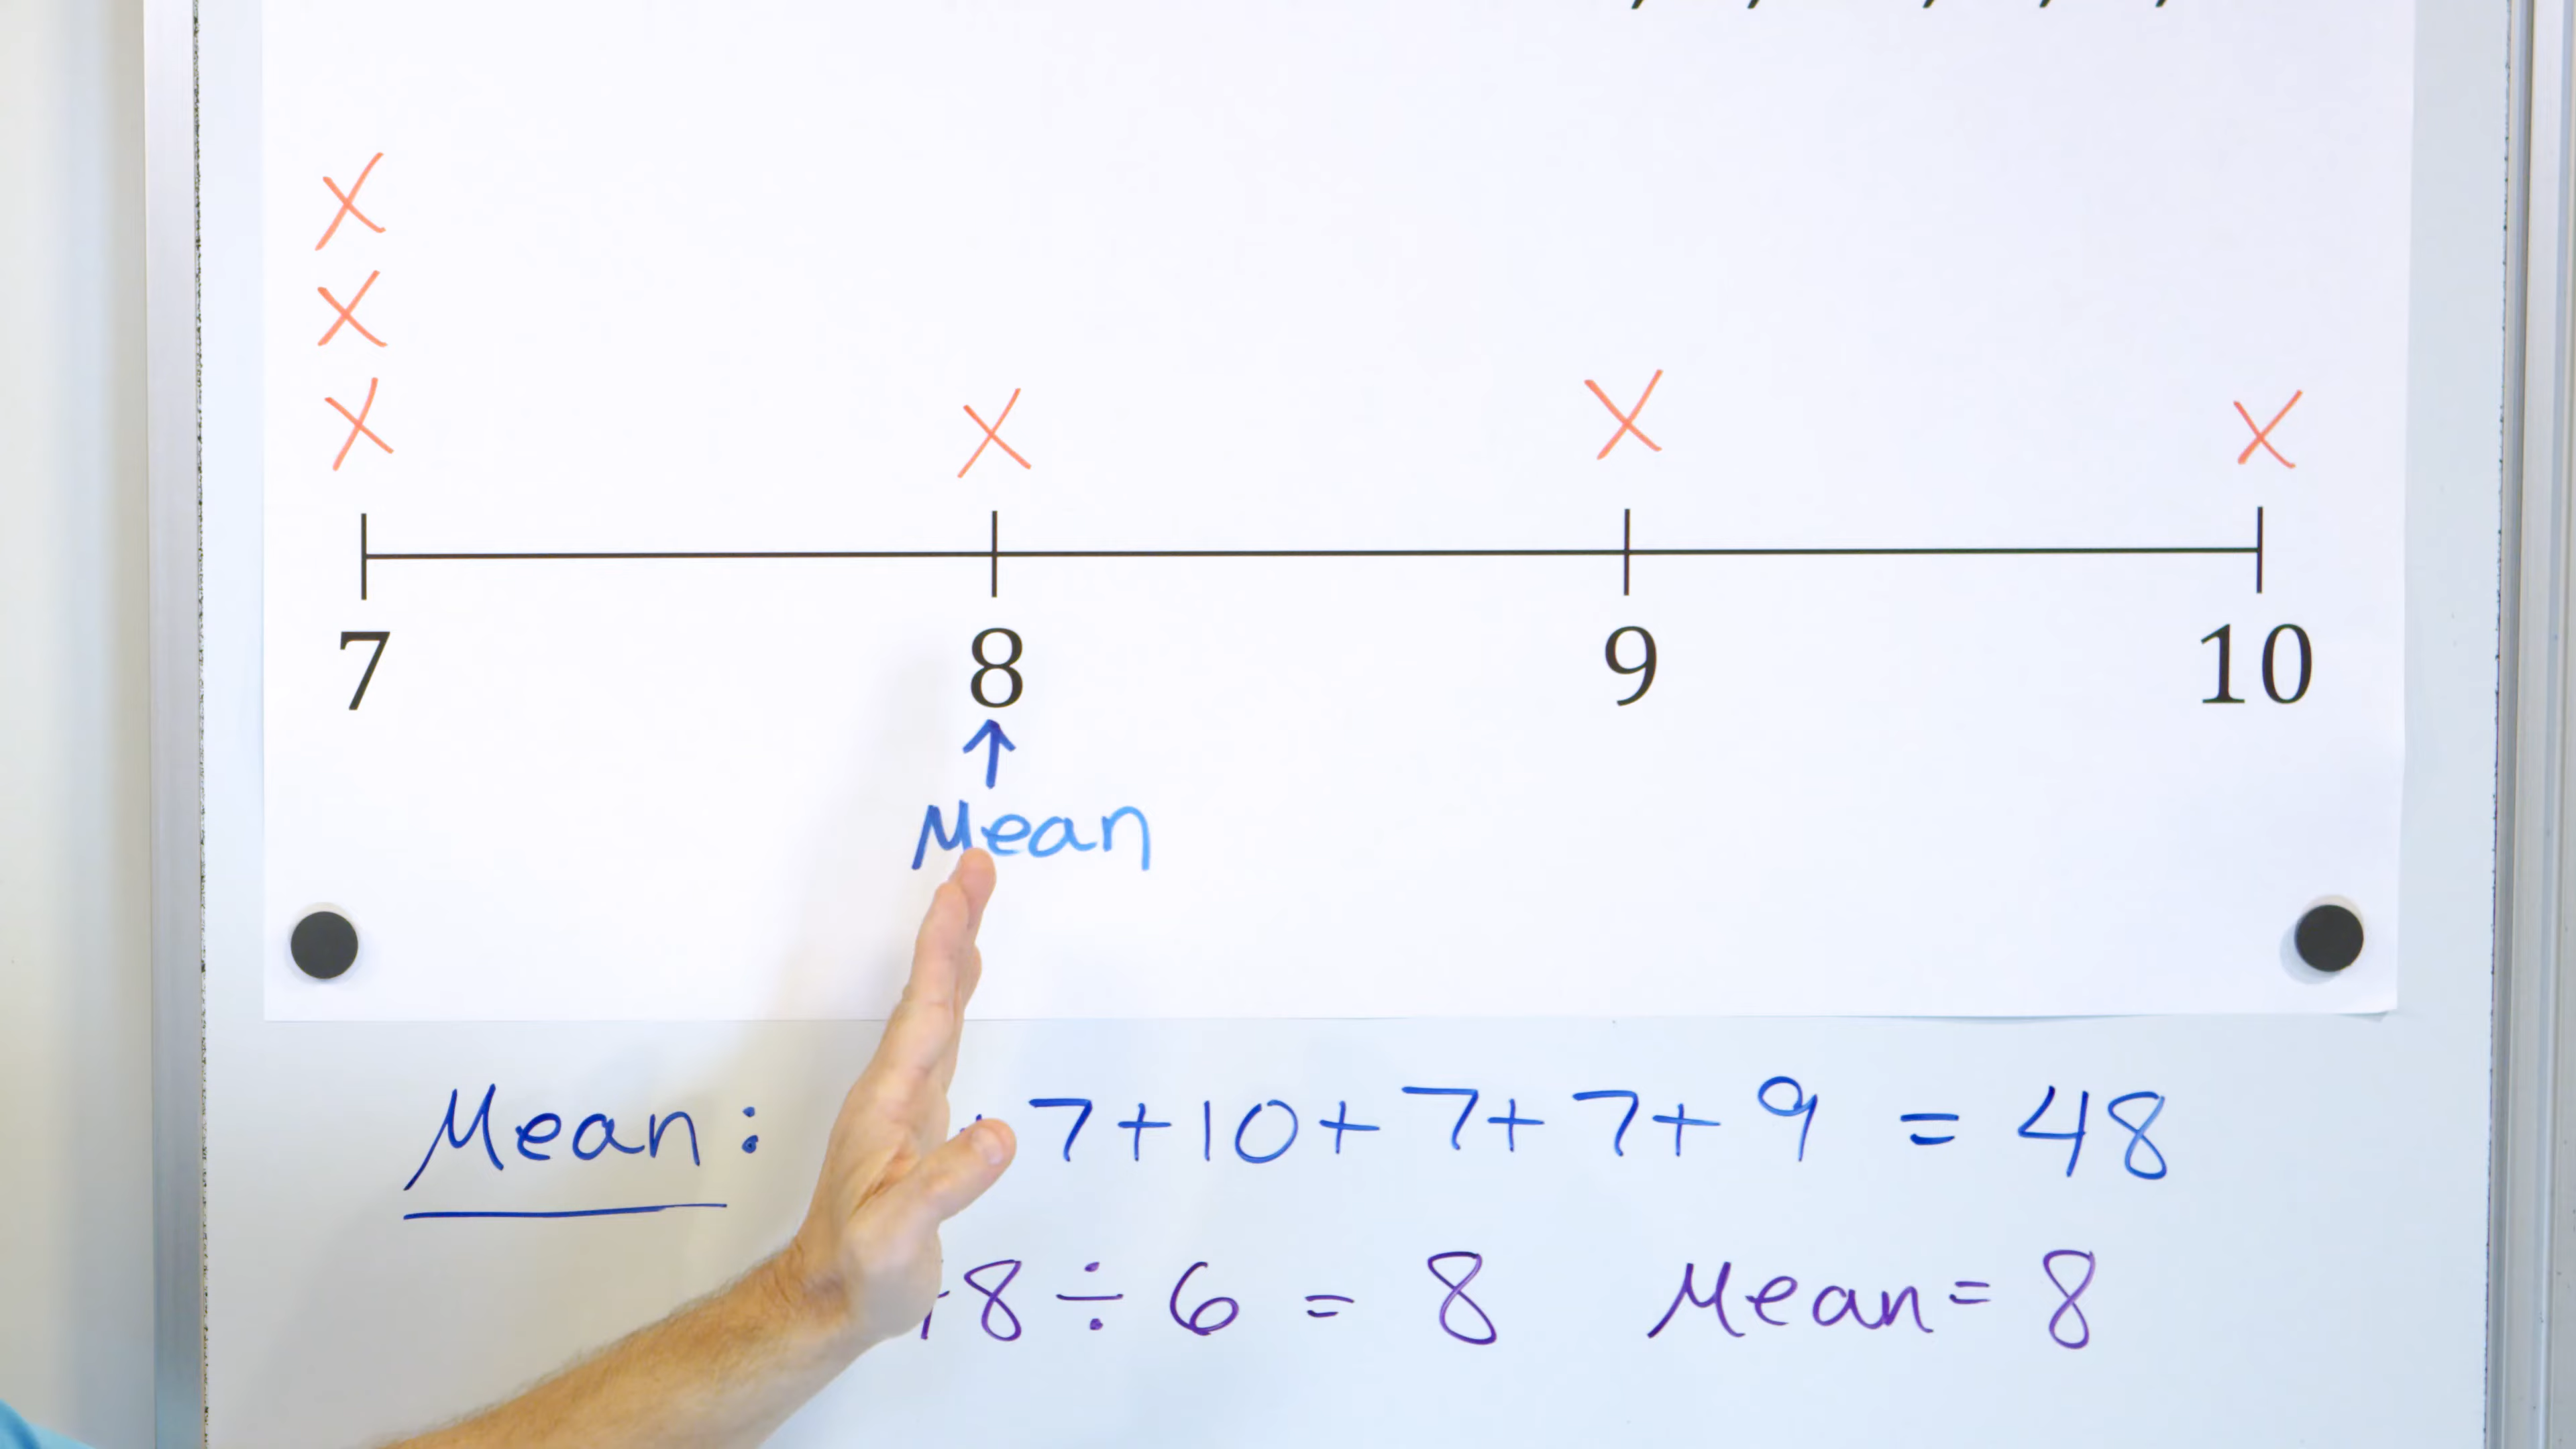 X
X
X X X X
7 8 9 10
↑
Mean
Mean: + 7 + 10 + 7 + 7 + 9 = 48
8 ÷ 6 = 8 Mean = 8